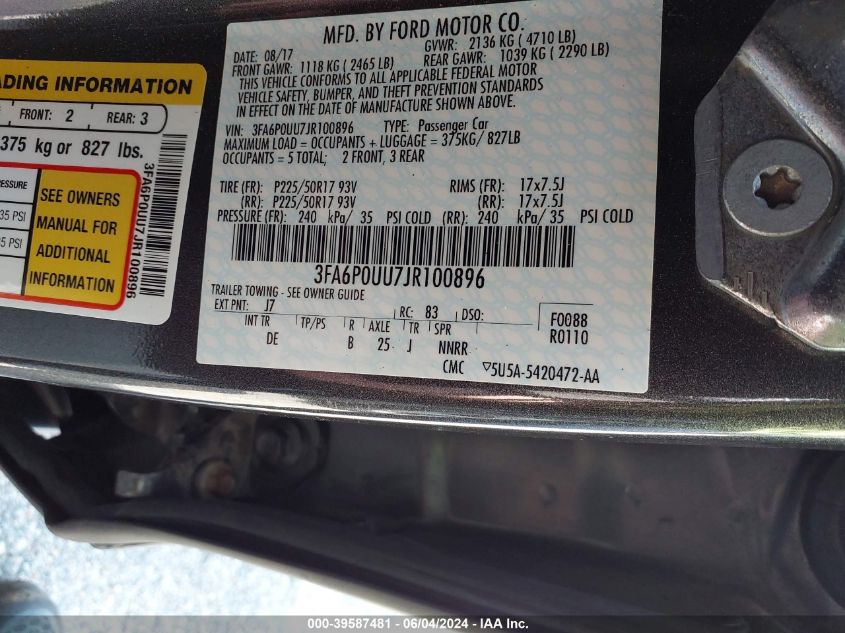 MFD. BY FORD MOTOR CO.
DATE: 08/17 GVWR: 2136 KG ( 4710 LB)
FRONT GAWR: 1118 KG ( 2465 LB) REAR GAWR: 1039 KG ( 2290 LB)
THIS VEHICLE CONFORMS TO ALL APPLICABLE FEDERAL MOTOR
VEHICLE SAFETY, BUMPER, AND THEFT PREVENTION STANDARDS
IN EFFECT ON THE DATE OF MANUFACTURE SHOWN ABOVE.
VIN: 3FA6P0UU7JR100896 TYPE: Passenger Car
MAXIMUM LOAD = OCCUPANTS + LUGGAGE = 375KG/ 827LB
OCCUPANTS = 5 TOTAL; 2 FRONT, 3 REAR
TIRE (FR): P225/50R17 93V RIMS (FR): 17x7.5J
(RR): P225/50R17 93V (RR): 17x7.5J
PRESSURE (FR): 240 kPa/ 35 PSI COLD (RR): 240 kPa/ 35 PSI COLD
3FA6P0UU7JR100896
TRAILER TOWING - SEE OWNER GUIDE
EXT PNT: J7 RC: 83 DSO:
INT TR TP/PS R AXLE TR SPR
DE B 25 J NNRR
F0088
R0110
CMC ▽5U5A-5420472-AA
ADING INFORMATION
FRONT: 2 REAR: 3
375 kg or 827 lbs.
RESSURE
35 PSI
35 PSI
SEE OWNERS
MANUAL FOR
ADDITIONAL
INFORMATION
3FA6P0UU7JR100896
000-39587481 - 06/04/2024 - IAA Inc.